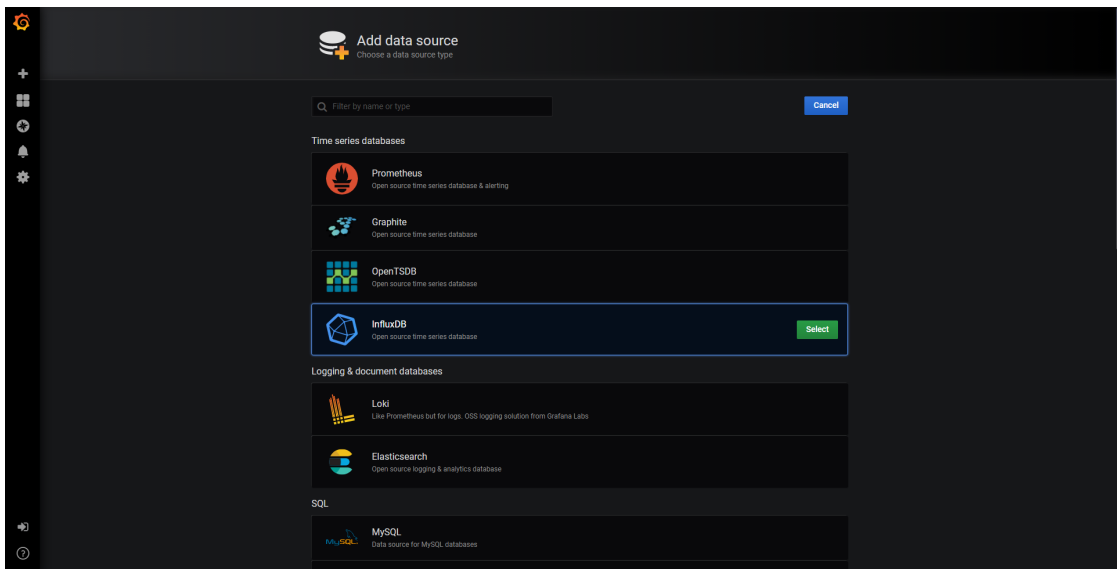 Add data source
Choose a data source type
Filter by name or type
Cancel
Time series databases
Prometheus
Open source time series database & alerting
Graphite
Open source time series database
OpenTSDB
Open source time series database
InfluxDB
Open source time series database
Select
Logging & document databases
Loki
Like Prometheus but for logs. OSS logging solution from Grafana Labs
Elasticsearch
Open source logging & analytics database
SQL
MySQL
MySQL
Data source for MySQL databases